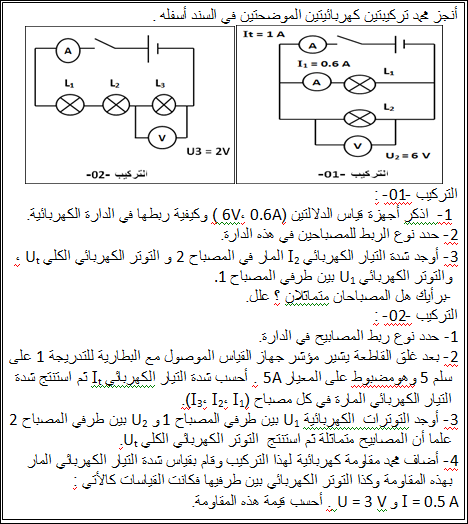 أنجز محمد تركيبتين كهربائيتين الموضحتين في السند أسفله .
It = 1 A
A
I₁ = 0.6 A
A
L₁
L₂
V
U₂ = 6 V
التركيب -01-
A
L₁
L₂
L₃
V
U3 = 2V
التركيب -02-
التركيب -01- :
1- اذكر أجهزة قياس الدلالتين (6V، 0.6A ) وكيفية ربطها في الدارة الكهربائية.
2- حدد نوع الربط للمصباحين في هذه الدارة.
3- أوجد شدة التيار الكهربائي I₂ المار في المصباح 2 و التوتر الكهربائي الكلي Ut ،
والتوتر الكهربائي U₁ بين طرفي المصباح 1.
-برأيك هل المصباحان متماثلان ؟ علل.
التركيب -02- :
1- حدد نوع ربط المصابيح في الدارة.
2- بعد غلق القاطعة يشير مؤشر جهاز القياس الموصول مع البطارية للتدريجة 1 على
سلم 5 وهومضبوط على المعيار 5A . أحسب شدة التيار الكهربائي It ثم استنتج شدة
التيار الكهربائي المارة في كل مصباح (I₁، I₂، I₃).
3- أوجد التوترات الكهربائية U₁ بين طرفي المصباح 1 و U₂ بين طرفي المصباح 2
علما أن المصابيح متماثلة ثم استنتج التوتر الكهربائي الكلي Ut.
4- أضاف محمد مقاومة كهربائية لهذا التركيب وقام بقياس شدة التيار الكهربائي المار
بهذه المقاومة وكذا التوتر الكهربائي بين طرفيها فكانت القياسات كالآتي :
I = 0.5 A و U = 3 V . أحسب قيمة هذه المقاومة.